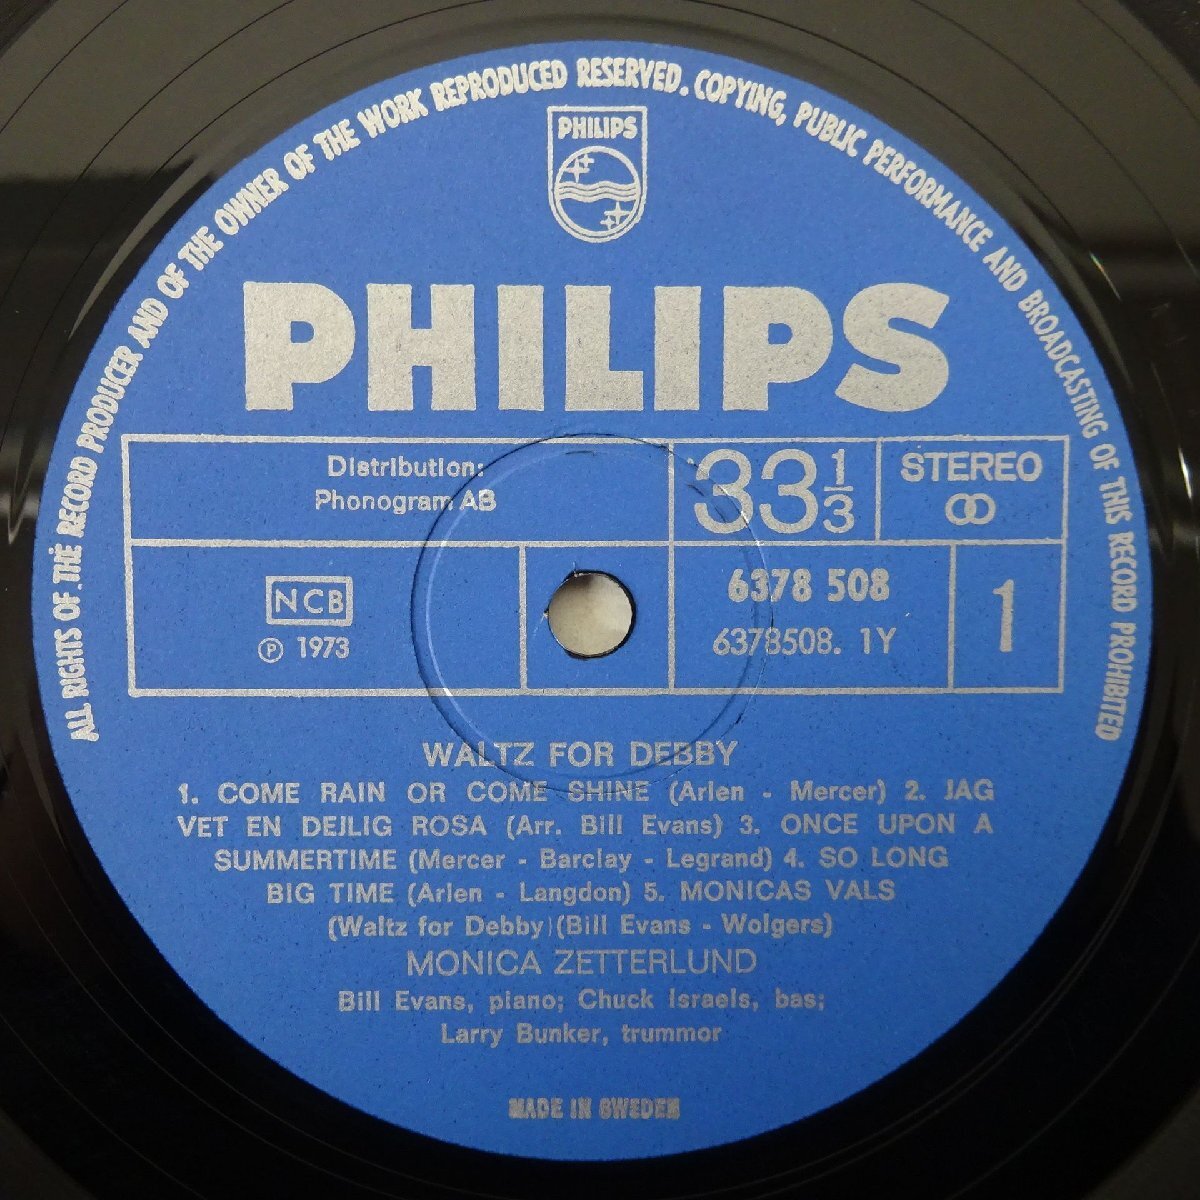 ALL RIGHTS OF THE RECORD PRODUCER AND OF THE OWNER OF THE WORK REPRODUCED RESERVED. COPYING, PUBLIC PERFORMANCE AND BROADCASTING OF THIS RECORD PROHIBITED
PHILIPS
PHILIPS
Distribution:
Phonogram AB
33 1/3
STEREO
NCB
℗ 1973
6378 508
6378508. 1Y
1
WALTZ FOR DEBBY
1. COME RAIN OR COME SHINE (Arlen - Mercer) 2. JAG
VET EN DEJLIG ROSA (Arr. Bill Evans) 3. ONCE UPON A
SUMMERTIME (Mercer - Barclay - Legrand) 4. SO LONG
BIG TIME (Arlen - Langdon) 5. MONICAS VALS
(Waltz for Debby)(Bill Evans - Wolgers)
MONICA ZETTERLUND
Bill Evans, piano; Chuck Israels, bas;
Larry Bunker, trummor
MADE IN SWEDEN